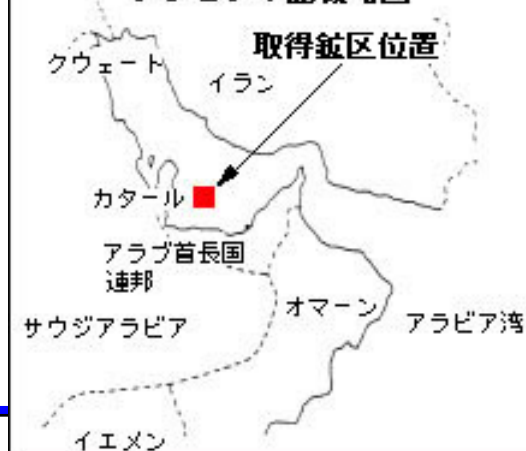 取得鉱区位置
クウェート
イラン
カタール
アラブ首長国
連邦
オマーン
アラビア湾
サウジアラビア
イエメン